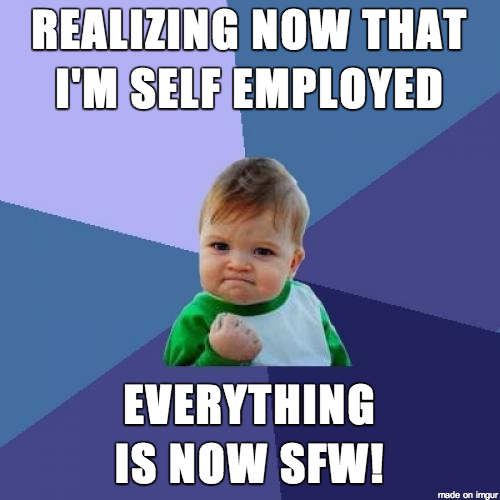 REALIZING NOW THAT
I'M SELF EMPLOYED
EVERYTHING
IS NOW SFW!
made on imgur